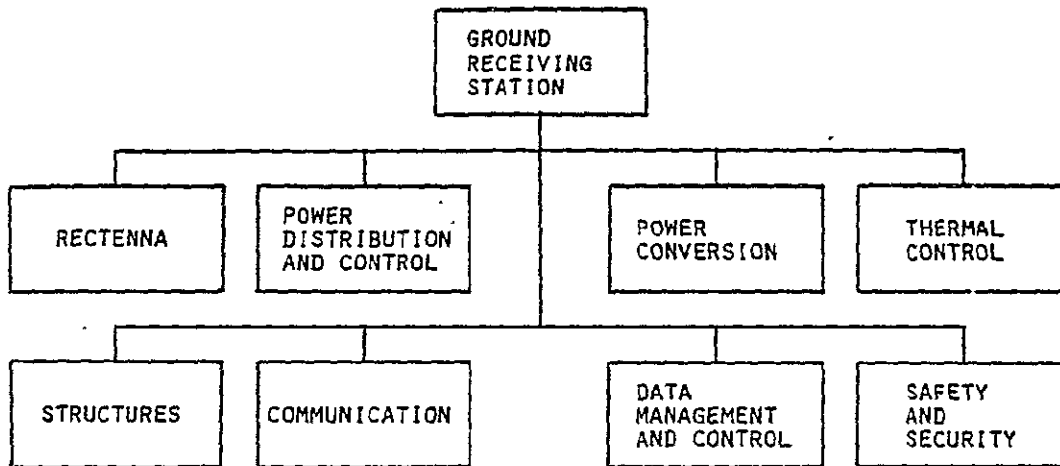 GROUND
RECEIVING
STATION
RECTENNA
POWER
DISTRIBUTION
AND CONTROL
POWER
CONVERSION
THERMAL
CONTROL
STRUCTURES
COMMUNICATION
DATA
MANAGEMENT
AND CONTROL
SAFETY
AND
SECURITY